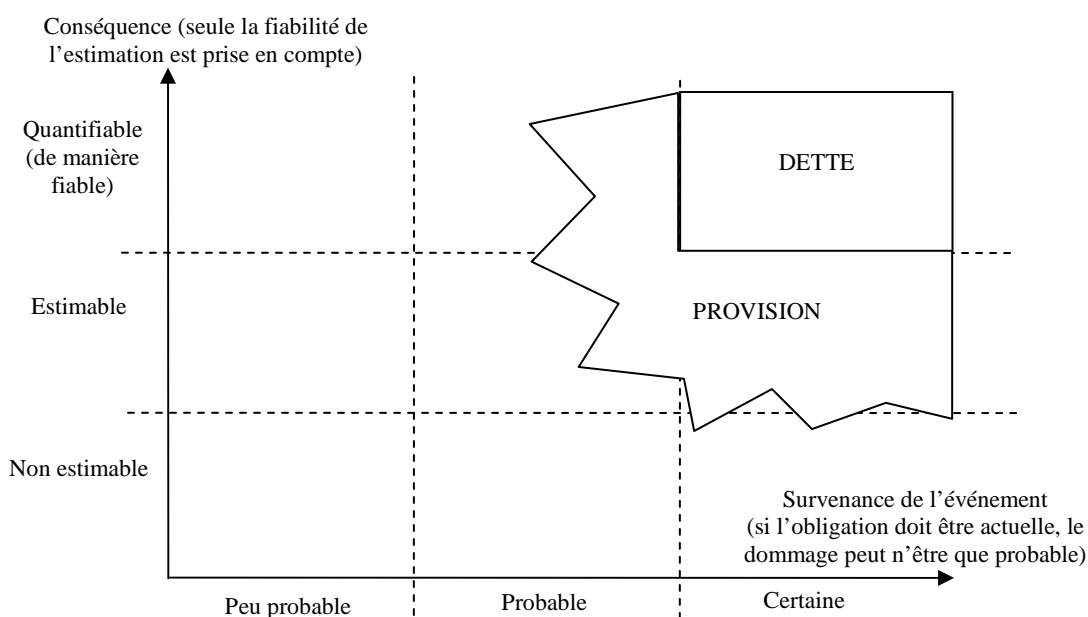 Conséquence (seule la fiabilité de
l’estimation est prise en compte)
Quantifiable
(de manière
fiable)
DETTE
Estimable
PROVISION
Non estimable
Survenance de l’événement
(si l’obligation doit être actuelle, le
dommage peut n’être que probable)
Peu probable
Probable
Certaine